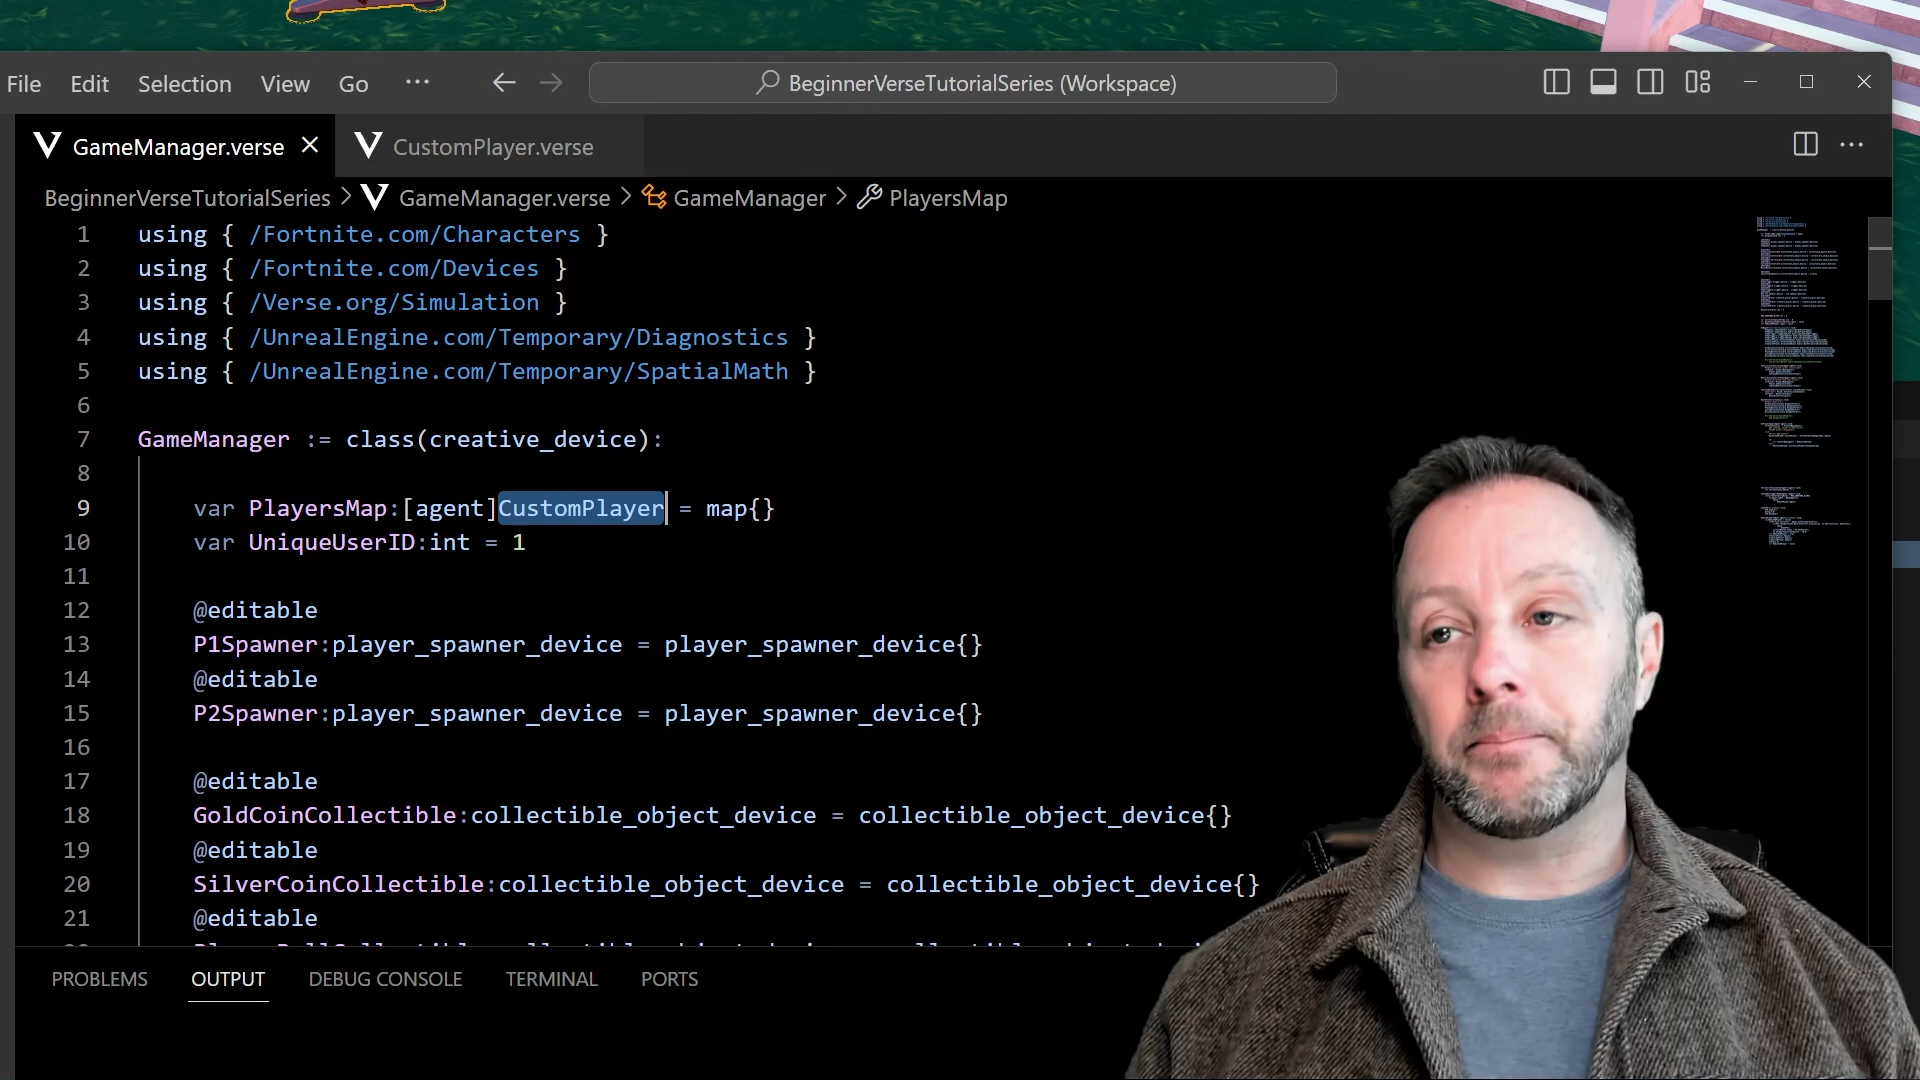 File Edit Selection View Go ··· BeginnerVerseTutorialSeries (Workspace)
GameManager.verse CustomPlayer.verse
BeginnerVerseTutorialSeries > GameManager.verse > GameManager > PlayersMap
1 using { /Fortnite.com/Characters }
2 using { /Fortnite.com/Devices }
3 using { /Verse.org/Simulation }
4 using { /UnrealEngine.com/Temporary/Diagnostics }
5 using { /UnrealEngine.com/Temporary/SpatialMath }
6
7 GameManager := class(creative_device):
8
9 var PlayersMap:[agent]CustomPlayer = map{}
10 var UniqueUserID:int = 1
11
12 @editable
13 P1Spawner:player_spawner_device = player_spawner_device{}
14 @editable
15 P2Spawner:player_spawner_device = player_spawner_device{}
16
17 @editable
18 GoldCoinCollectible:collectible_object_device = collectible_object_device{}
19 @editable
20 SilverCoinCollectible:collectible_object_device = collectible_object_device{}
21 @editable
PROBLEMS OUTPUT DEBUG CONSOLE TERMINAL PORTS